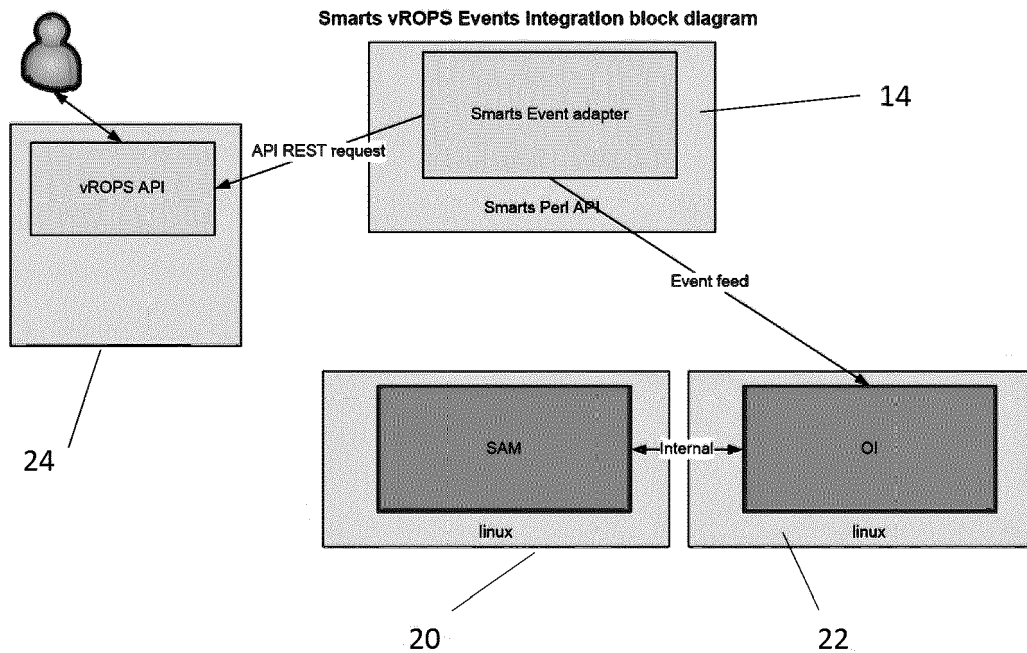 Smarts vROPS Events Integration block diagram
Smarts Event adapter
14
API REST request
vROPS API
Smarts Perl API
Event feed
24
SAM
Internal
OI
linux
linux
20
22